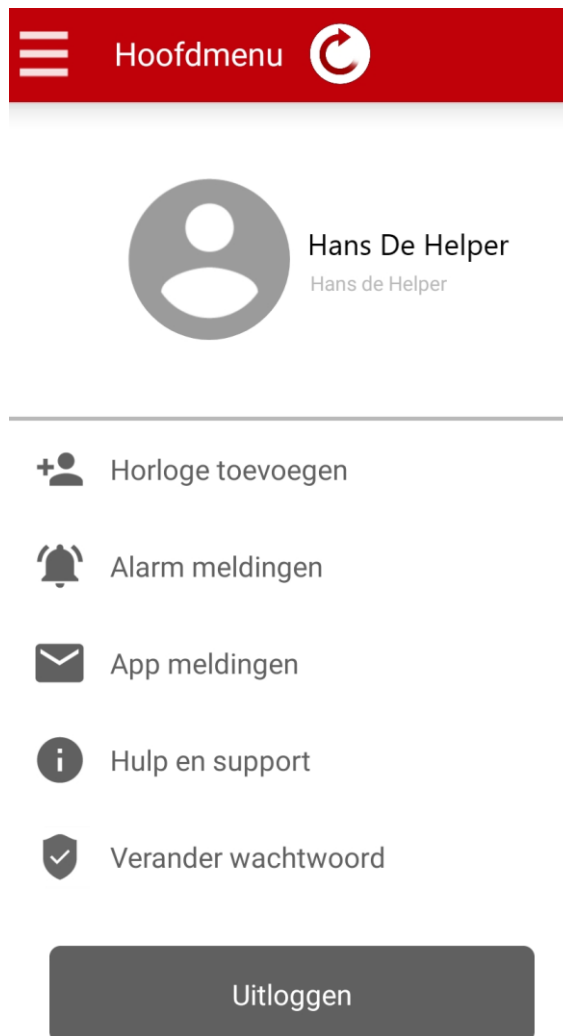 Hoofdmenu
Hans De Helper
Hans de Helper
Horloge toevoegen
Alarm meldingen
App meldingen
Hulp en support
Verander wachtwoord
Uitloggen